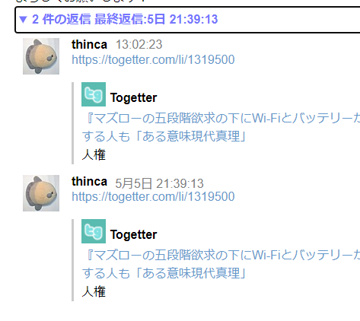 ▼ 2 件の返信 最終返信:5日 21:39:13
thinca 13:02:23
https://togetter.com/li/1319500
Togetter
『マズローの五段階欲求の下にWi-Fiとバッテリーが
する人も「ある意味現代真理」
人権
thinca 5月5日 21:39:13
https://togetter.com/li/1319500
Togetter
『マズローの五段階欲求の下にWi-Fiとバッテリーが
する人も「ある意味現代真理」
人権